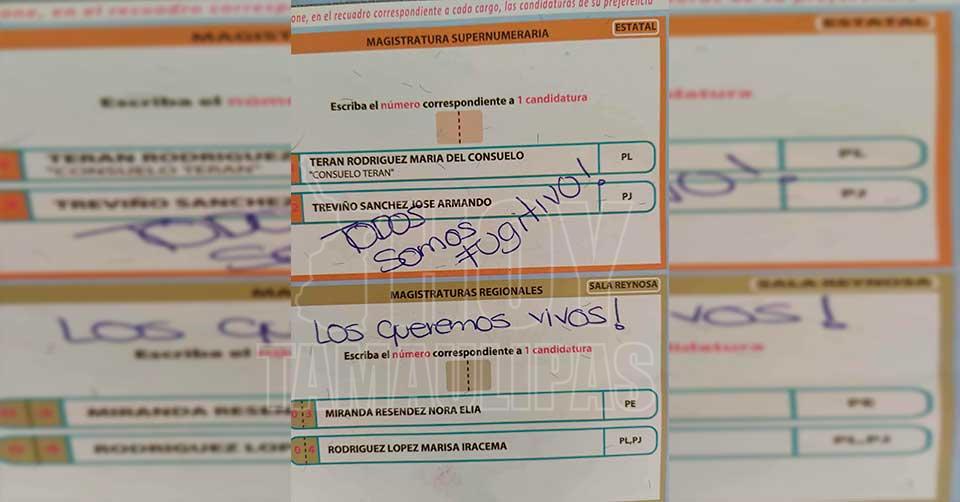 one, en el recuadro correspondiente a cada cargo, las candidaturas de su preferencia
MAGISTRATURA SUPERNUMERARIA
ESTATAL
Escriba el número correspondiente a 1 candidatura
TERAN RODRIGUEZ MARIA DEL CONSUELO
"CONSUELO TERAN"
PL
2 TREVIÑO SANCHEZ JOSE ARMANDO
PJ
TODOS
somos
FUgitivo!
MAGISTRATURAS REGIONALES
SALA REYNOSA
Los queremos vivos!
Escriba el número correspondiente a 1 candidatura
03 MIRANDA RESENDEZ NORA ELIA
PE
04 RODRIGUEZ LOPEZ MARISA IRACEMA
PL,PJ
HOY
TAMAULIPAS